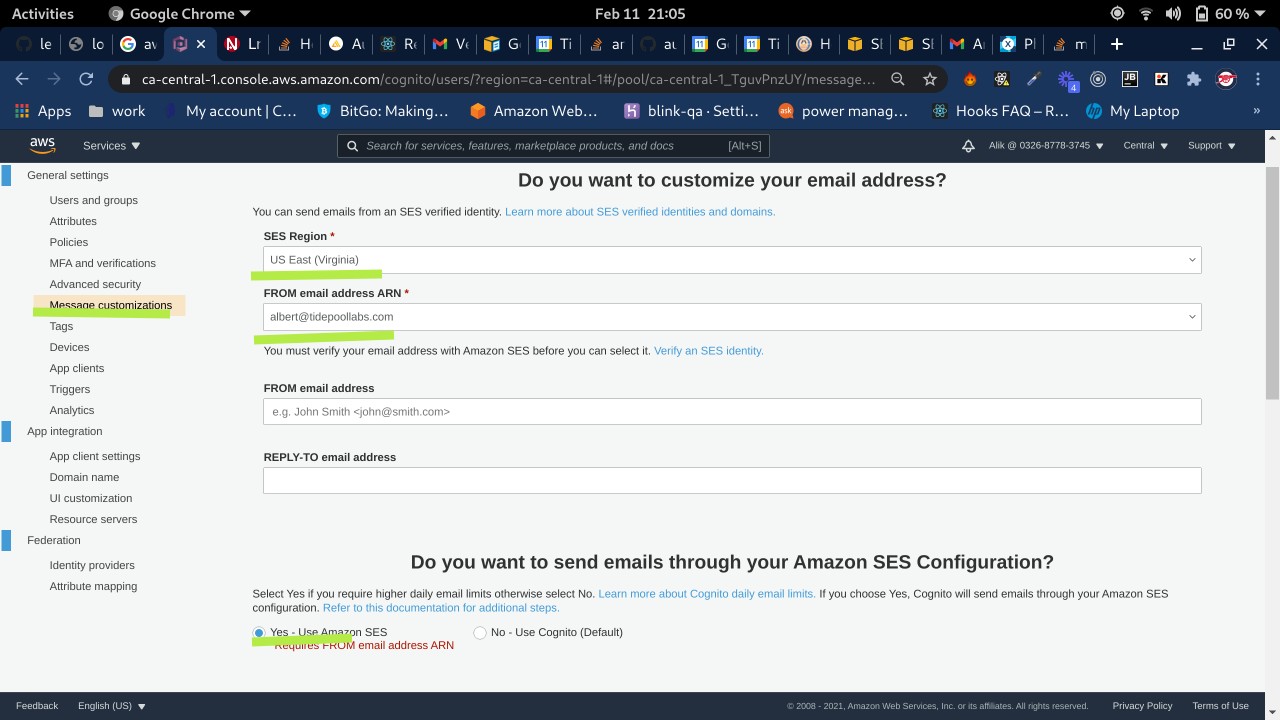 Activities Google Chrome Feb 11 21:05 60 %
le lo av Lr H Au Re Ve G Ti ar au G Ti H SI SI A Pl m
ca-central-1.console.aws.amazon.com/cognito/users/?region=ca-central-1#/pool/ca-central-1_TguvPnzUY/message…
4
Apps work My account | C… BitGo: Making… Amazon Web… blink-qa · Setti… ask power manag… Hooks FAQ – R… My Laptop »
aws Services Search for services, features, marketplace products, and docs [Alt+S] Alik @ 0326-8778-3745 Central Support
General settings
Users and groups
Attributes
Policies
MFA and verifications
Advanced security
Message customizations
Tags
Devices
App clients
Triggers
Analytics
App integration
App client settings
Domain name
UI customization
Resource servers
Federation
Identity providers
Attribute mapping
Do you want to customize your email address?
You can send emails from an SES verified identity. Learn more about SES verified identities and domains.
SES Region *
US East (Virginia)
FROM email address ARN *
albert@tidepoollabs.com
You must verify your email address with Amazon SES before you can select it. Verify an SES identity.
FROM email address
e.g. John Smith <john@smith.com>
REPLY-TO email address
Do you want to send emails through your Amazon SES Configuration?
Select Yes if you require higher daily email limits otherwise select No. Learn more about Cognito daily email limits. If you choose Yes, Cognito will send emails through your Amazon SES
configuration. Refer to this documentation for additional steps.
Yes - Use Amazon SES No - Use Cognito (Default)
Requires FROM email address ARN
Feedback English (US) © 2008 - 2021, Amazon Web Services, Inc. or its affiliates. All rights reserved. Privacy Policy Terms of Use